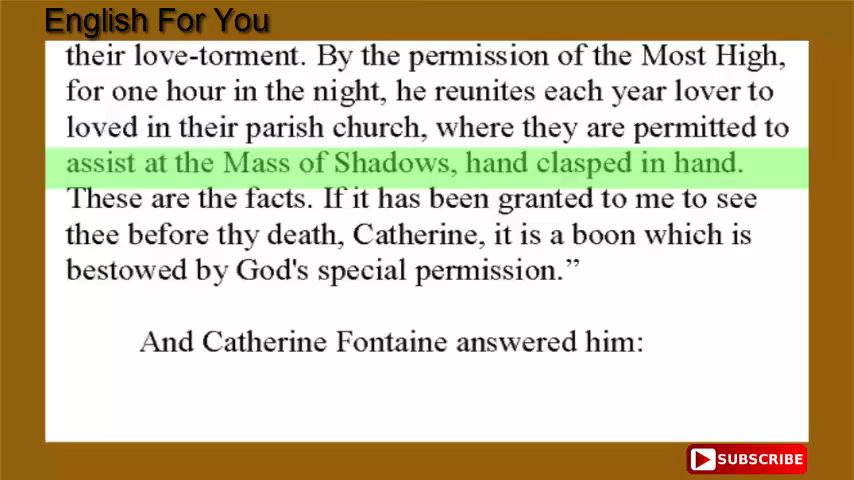 English For You
their love-torment. By the permission of the Most High,
for one hour in the night, he reunites each year lover to
loved in their parish church, where they are permitted to
assist at the Mass of Shadows, hand clasped in hand.
These are the facts. If it has been granted to me to see
thee before thy death, Catherine, it is a boon which is
bestowed by God's special permission.”
And Catherine Fontaine answered him:
SUBSCRIBE